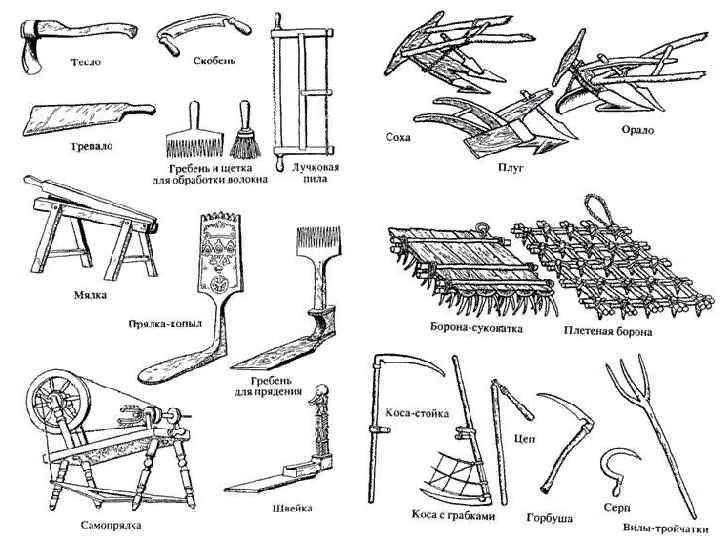 Тесло
Скобень
Гревало
Гребень и щетка
для обработки волокна
Лучковая
пила
Соха
Плуг
Орало
Мялка
Прялка-копыл
Гребень
для прядения
Борона-суковатка
Плетеная борона
Самопрялка
Швейка
Коса-стойка
Коса с грабками
Цеп
Горбуша
Серп
Вилы-тройчатки